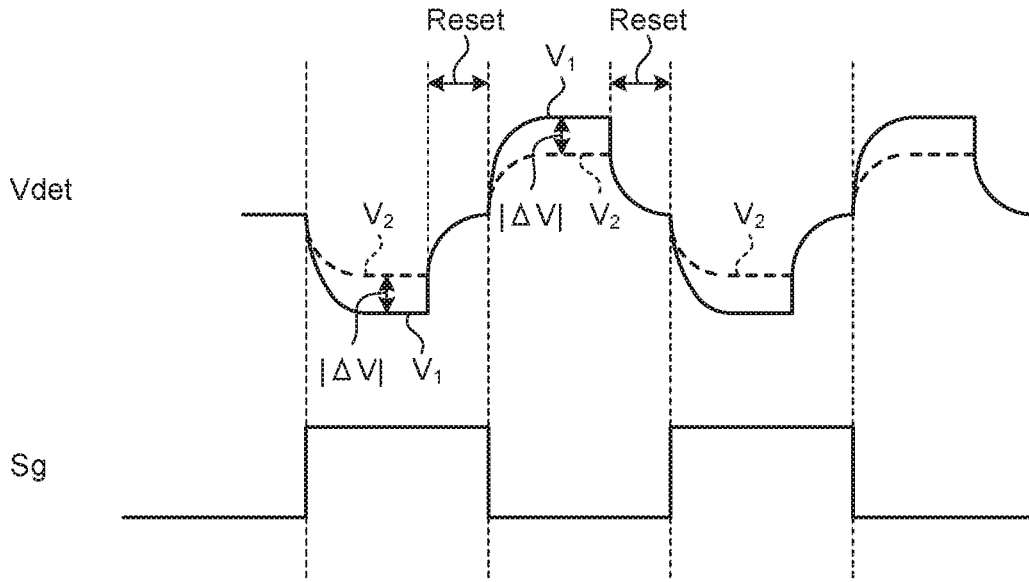 Reset
Reset
V₁
Vdet
|ΔV|
V₂
V₂
V₂
|ΔV|
V₁
Sg